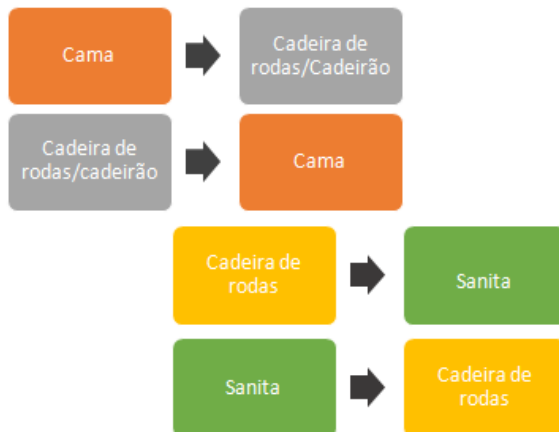 Cama
Cadeira de
rodas/Cadeirão
Cadeira de
rodas/cadeirão
Cama
Cadeira de
rodas
Sanita
Sanita
Cadeira de
rodas